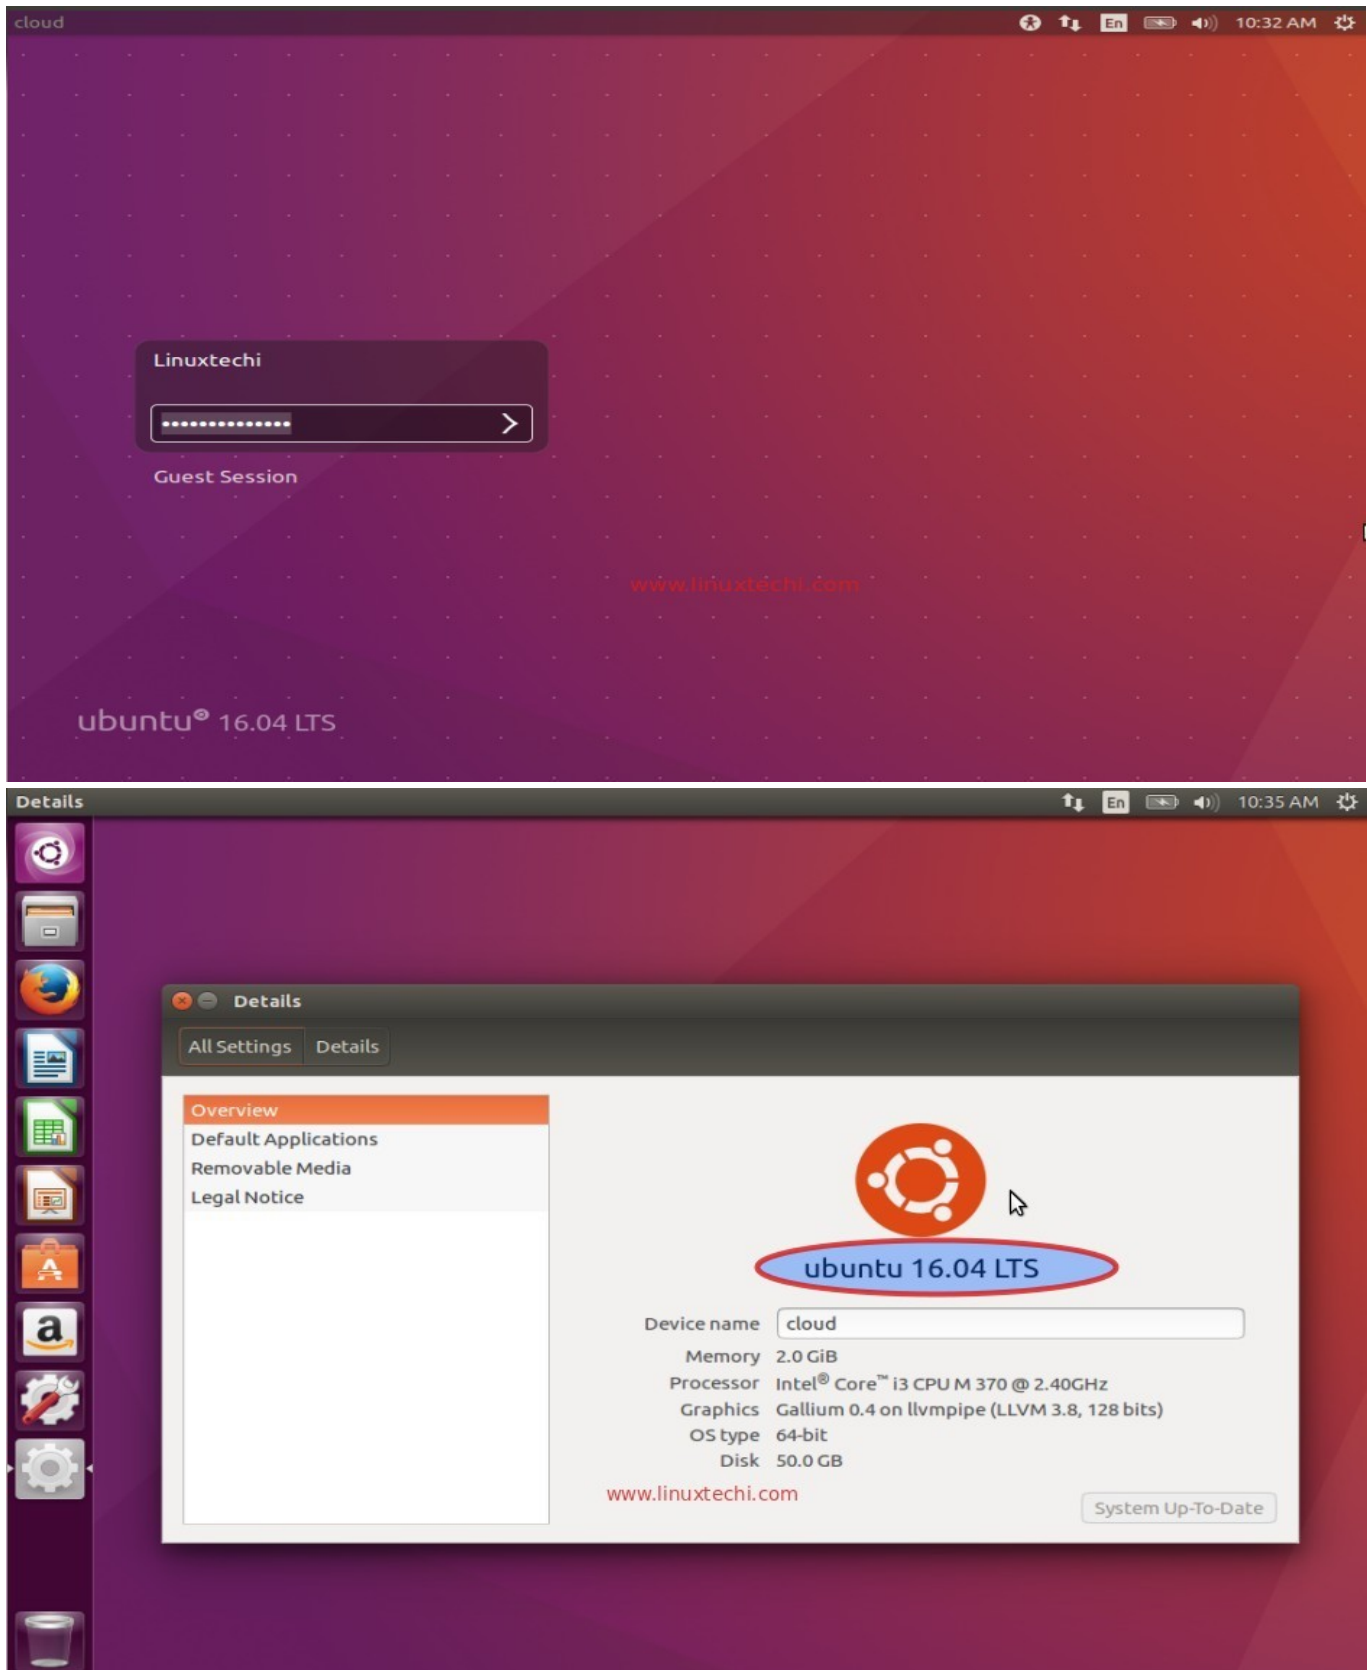 cloud
En 10:32 AM
Linuxtechi
Guest Session
www.linuxtechi.com
ubuntu® 16.04 LTS
Details
En 10:35 AM
Details
All Settings Details
Overview
Default Applications
Removable Media
Legal Notice
ubuntu 16.04 LTS
Device name cloud
Memory 2.0 GiB
Processor Intel® Core™ i3 CPU M 370 @ 2.40GHz
Graphics Gallium 0.4 on llvmpipe (LLVM 3.8, 128 bits)
OS type 64-bit
Disk 50.0 GB
www.linuxtechi.com
System Up-To-Date
a